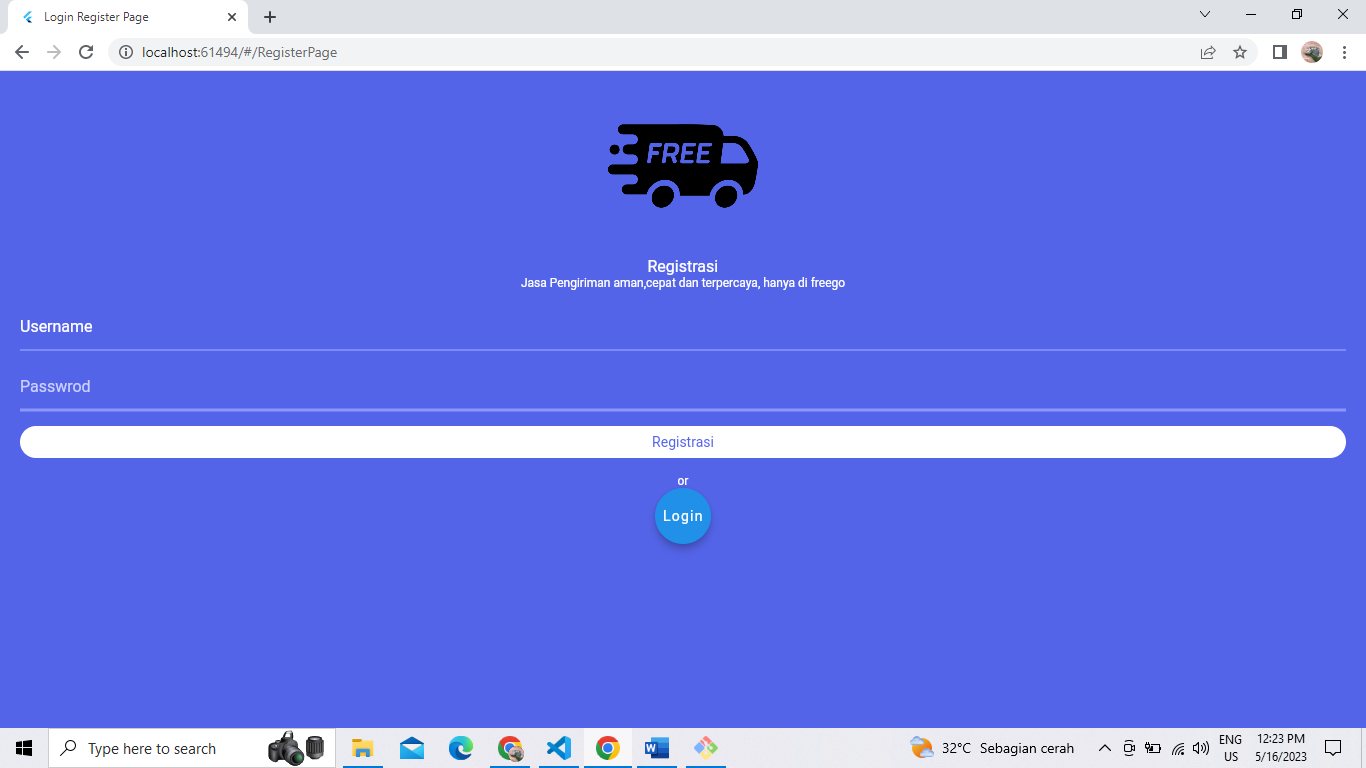 Login Register Page
localhost:61494/#/RegisterPage
FREE
Registrasi
Jasa Pengiriman aman,cepat dan terpercaya, hanya di freego
Username
Passwrod
Registrasi
or
Login
Type here to search
32°C Sebagian cerah
ENG
US
12:23 PM
5/16/2023